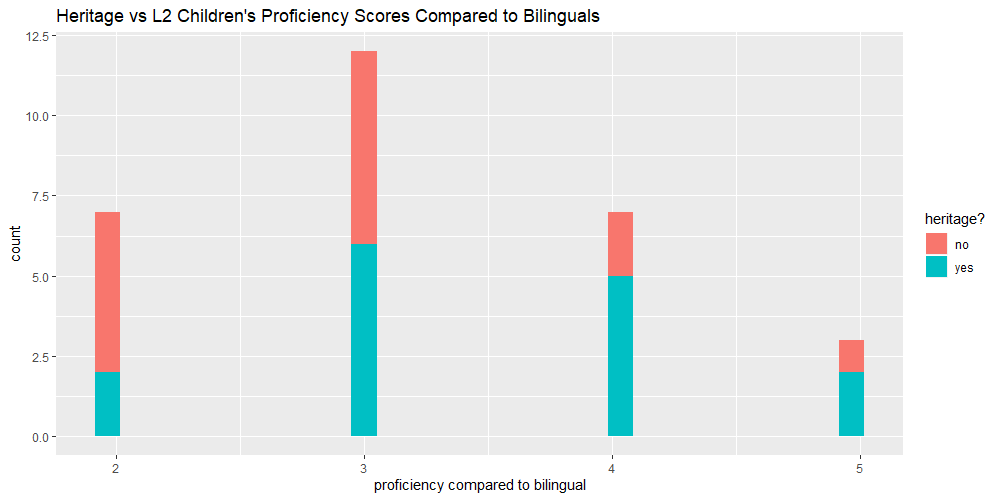 Heritage vs L2 Children's Proficiency Scores Compared to Bilinguals
12.5
10.0
7.5
5.0
2.5
0.0
count
2 3 4 5
proficiency compared to bilingual
heritage?
no
yes